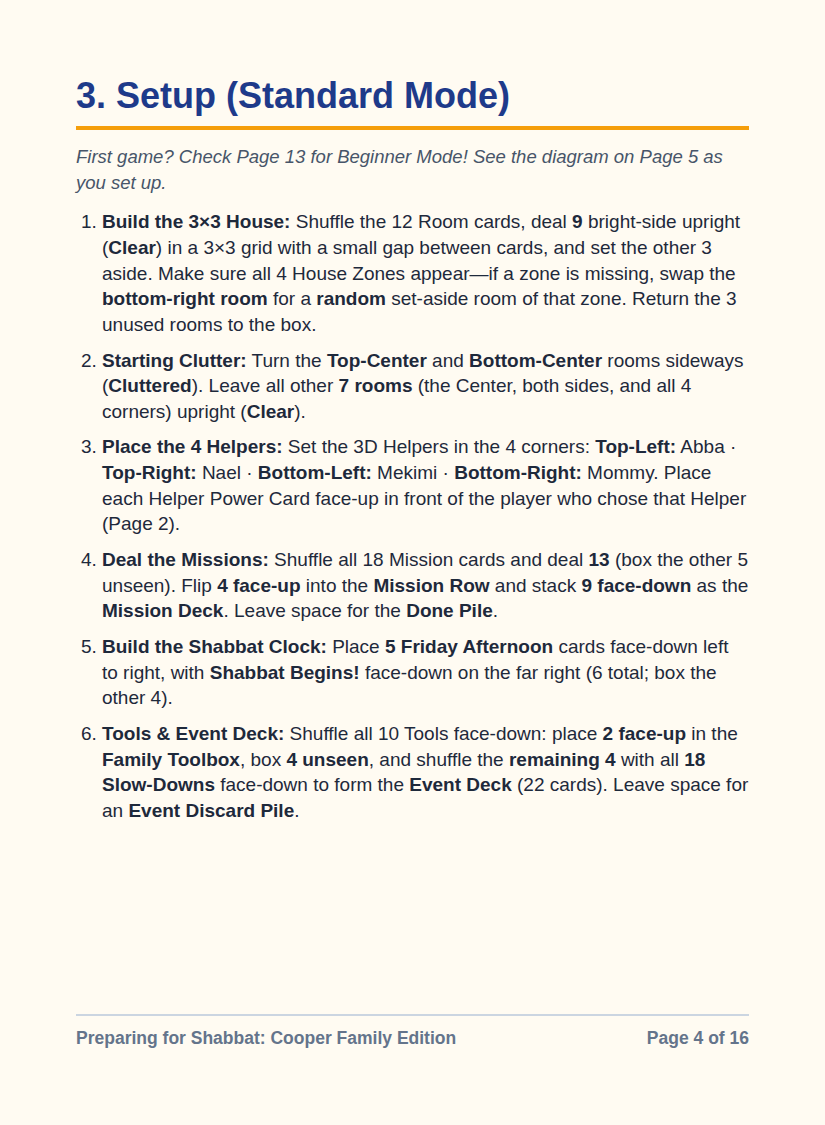 3. Setup (Standard Mode)
First game? Check Page 13 for Beginner Mode! See the diagram on Page 5 as
you set up.
1. Build the 3×3 House: Shuffle the 12 Room cards, deal 9 bright-side upright
(Clear) in a 3×3 grid with a small gap between cards, and set the other 3
aside. Make sure all 4 House Zones appear—if a zone is missing, swap the
bottom-right room for a random set-aside room of that zone. Return the 3
unused rooms to the box.
2. Starting Clutter: Turn the Top-Center and Bottom-Center rooms sideways
(Cluttered). Leave all other 7 rooms (the Center, both sides, and all 4
corners) upright (Clear).
3. Place the 4 Helpers: Set the 3D Helpers in the 4 corners: Top-Left: Abba ·
Top-Right: Nael · Bottom-Left: Mekimi · Bottom-Right: Mommy. Place
each Helper Power Card face-up in front of the player who chose that Helper
(Page 2).
4. Deal the Missions: Shuffle all 18 Mission cards and deal 13 (box the other 5
unseen). Flip 4 face-up into the Mission Row and stack 9 face-down as the
Mission Deck. Leave space for the Done Pile.
5. Build the Shabbat Clock: Place 5 Friday Afternoon cards face-down left
to right, with Shabbat Begins! face-down on the far right (6 total; box the
other 4).
6. Tools & Event Deck: Shuffle all 10 Tools face-down: place 2 face-up in the
Family Toolbox, box 4 unseen, and shuffle the remaining 4 with all 18
Slow-Downs face-down to form the Event Deck (22 cards). Leave space for
an Event Discard Pile.
Preparing for Shabbat: Cooper Family Edition
Page 4 of 16